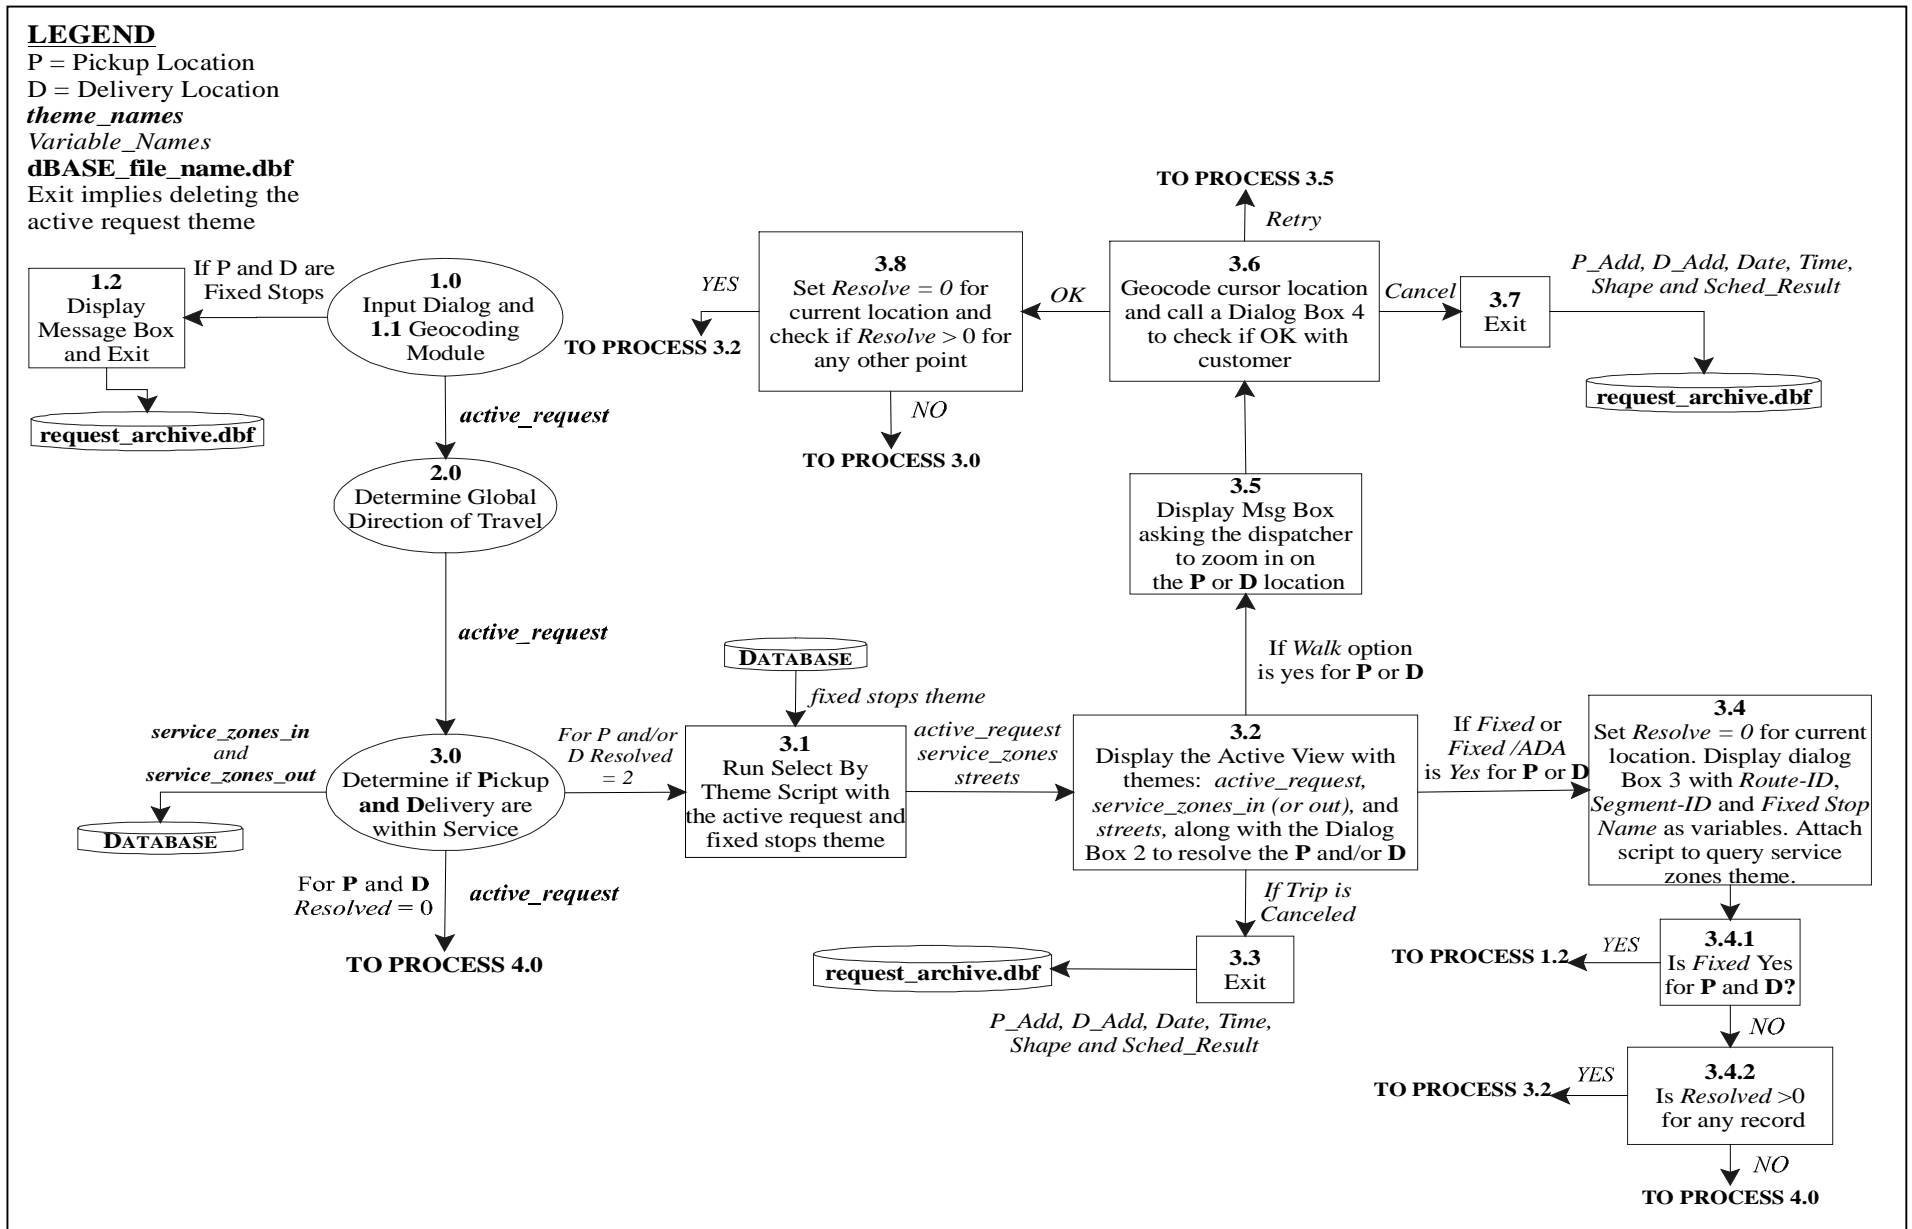 LEGEND
P = Pickup Location
D = Delivery Location
theme_names
Variable_Names
dBASE_file_name.dbf
Exit implies deleting the
active request theme
1.2
Display
Message Box
and Exit
If P and D are
Fixed Stops
1.0
Input Dialog and
1.1 Geocoding
Module
request_archive.dbf
active_request
2.0
Determine Global
Direction of Travel
active_request
service_zones_in
and
service_zones_out
DATABASE
3.0
Determine if Pickup
and Delivery are
within Service
For P and D
Resolved = 0
active_request
TO PROCESS 4.0
For P and/or
D Resolved
= 2
DATABASE
fixed stops theme
3.1
Run Select By
Theme Script with
the active request and
fixed stops theme
active_request
service_zones
streets
3.2
Display the Active View with
themes: active_request,
service_zones_in (or out), and
streets, along with the Dialog
Box 2 to resolve the P and/or D
If Trip is
Canceled
3.3
Exit
request_archive.dbf
P_Add, D_Add, Date, Time,
Shape and Sched_Result
If Walk option
is yes for P or D
3.5
Display Msg Box
asking the dispatcher
to zoom in on
the P or D location
3.6
Geocode cursor location
and call a Dialog Box 4
to check if OK with
customer
Retry
TO PROCESS 3.5
Cancel
3.7
Exit
P_Add, D_Add, Date, Time,
Shape and Sched_Result
request_archive.dbf
OK
3.8
Set Resolve = 0 for
current location and
check if Resolve > 0 for
any other point
YES
TO PROCESS 3.2
NO
TO PROCESS 3.0
If Fixed or
Fixed /ADA
is Yes for P or D
3.4
Set Resolve = 0 for current
location. Display dialog
Box 3 with Route-ID,
Segment-ID and Fixed Stop
Name as variables. Attach
script to query service
zones theme.
3.4.1
Is Fixed Yes
for P and D?
YES
TO PROCESS 1.2
NO
3.4.2
Is Resolved >0
for any record
YES
TO PROCESS 3.2
NO
TO PROCESS 4.0